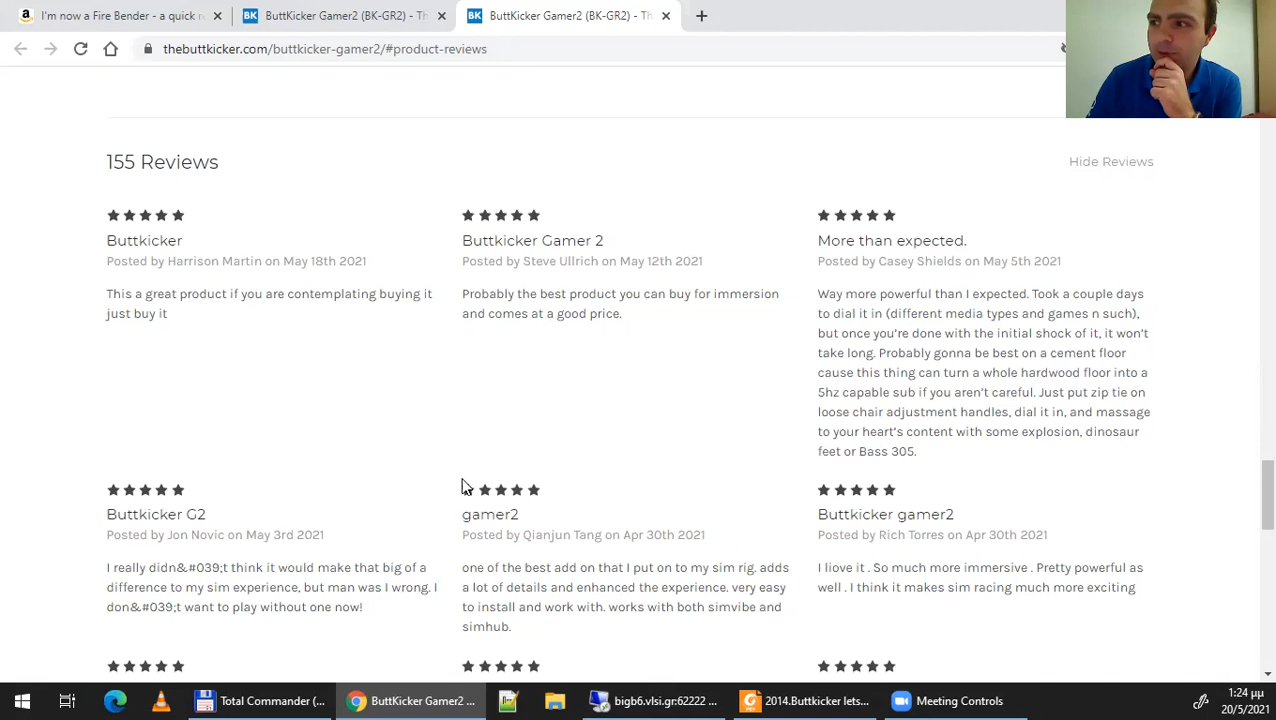 I'm now a Fire Bender - a quick r
ButtKicker Gamer2 (BK-GR2) - Th
ButtKicker Gamer2 (BK-GR2) - Th
thebuttkicker.com/buttkicker-gamer2/#product-reviews
155 Reviews
Hide Reviews
Buttkicker
Posted by Harrison Martin on May 18th 2021
This a great product if you are contemplating buying it
just buy it
Buttkicker Gamer 2
Posted by Steve Ullrich on May 12th 2021
Probably the best product you can buy for immersion
and comes at a good price.
More than expected.
Posted by Casey Shields on May 5th 2021
Way more powerful than I expected. Took a couple days
to dial it in (different media types and games n such),
but once you're done with the initial shock of it, it won't
take long. Probably gonna be best on a cement floor
cause this thing can turn a whole hardwood floor into a
5hz capable sub if you aren't careful. Just put zip tie on
loose chair adjustment handles, dial it in, and massage
to your heart's content with some explosion, dinosaur
feet or Bass 305.
Buttkicker G2
Posted by Jon Novic on May 3rd 2021
I really didn&#039;t think it would make that big of a
difference to my sim experience, but man was I wrong. I
don&#039;t want to play without one now!
gamer2
Posted by Qianjun Tang on Apr 30th 2021
one of the best add on that I put on to my sim rig. adds
a lot of details and enhanced the experience. very easy
to install and work with. works with both simvibe and
simhub.
Buttkicker gamer2
Posted by Rich Torres on Apr 30th 2021
I liove it . So much more immersive . Pretty powerful as
well . I think it makes sim racing much more exciting
Total Commander (...
ButtKicker Gamer2 ...
bigb6.vlsi.gr:62222 ...
2014.Buttkicker lets...
Meeting Controls
1:24 μμ
20/5/2021